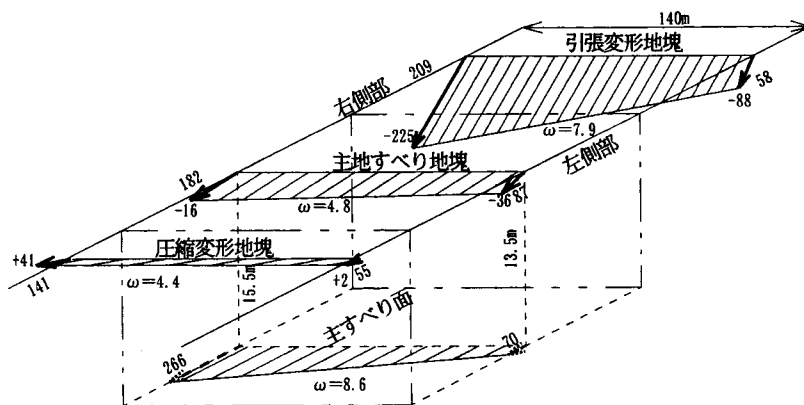 140m
引張変形地塊
209
右側部
58
-88
-225
ω=7.9
左側部
主地すべり地塊
182
-16
ω=4.8
-36
87
圧縮変形地塊
+41
141
ω=4.4
+2
55
15.5m
13.5m
主すべり面
266
70
ω=8.6